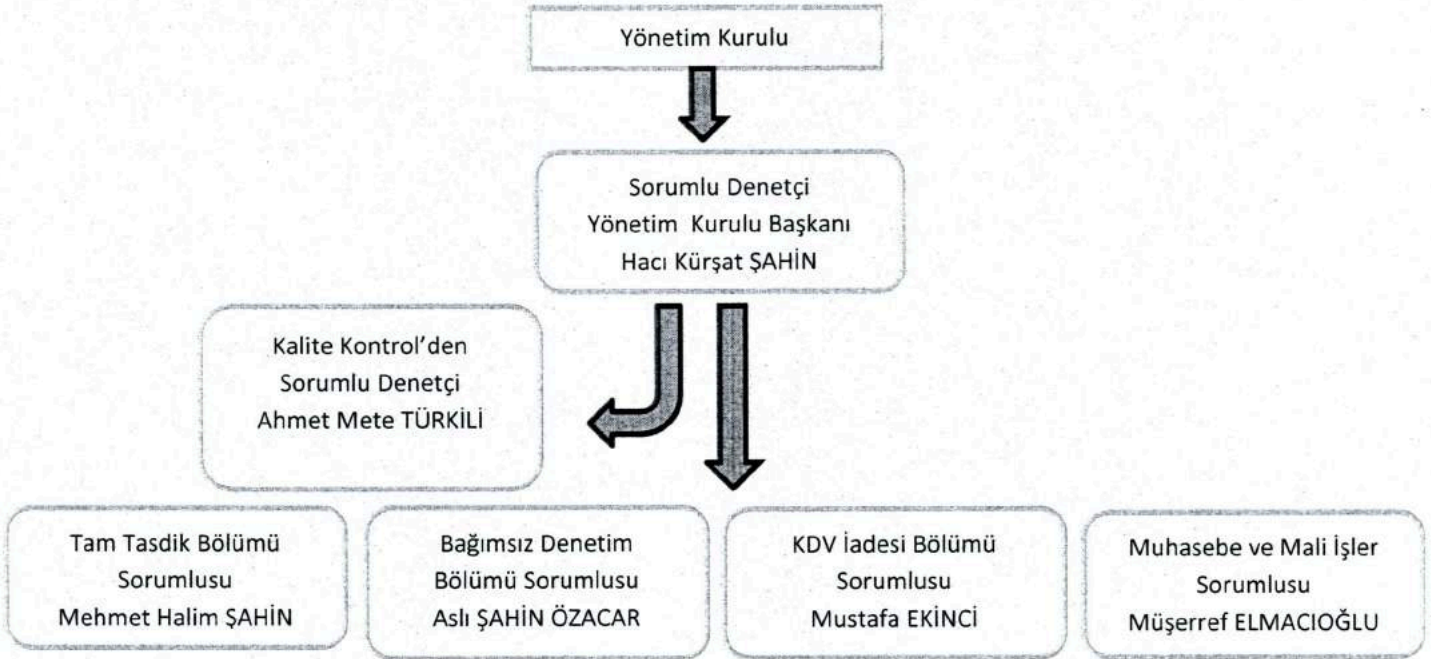 Yönetim Kurulu
Sorumlu Denetçi
Yönetim Kurulu Başkanı
Hacı Kürşat ŞAHİN
Kalite Kontrol’den
Sorumlu Denetçi
Ahmet Mete TÜRKİLİ
Tam Tasdik Bölümü
Sorumlusu
Mehmet Halim ŞAHİN
Bağımsız Denetim
Bölümü Sorumlusu
Aslı ŞAHİN ÖZACAR
KDV İadesi Bölümü
Sorumlusu
Mustafa EKİNCİ
Muhasebe ve Mali İşler
Sorumlusu
Müşerref ELMACIOĞLU